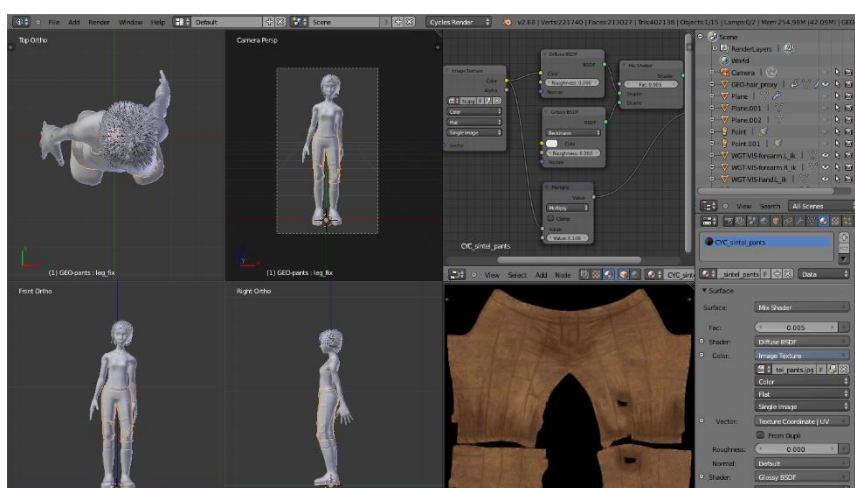 File Add Render Window Help Default Scene Cycles Render v2.66 | Verts:221740 | Faces:213027 | Tris:402138 | Objects:1/15 | Lamps:0/2 | Mem:254.98M (42.09M) | GEO
Top Ortho
(1) GEO-pants : leg_fix
Camera Persp
(1) GEO-pants : leg_fix
Front Ortho
Right Ortho
Image Texture
Color
Alpha
Color
Flat
Single Image
Vector
Diffuse BSDF
BSDF
Color
Roughness: 0.000
Normal
Glossy BSDF
BSDF
Beckmann
Color
Normal
Mix Shader
Shader
Fac: 0.005
Shader
Shader
Multiply
Value
Multiply
Clamp
Value
Value: 0.100
CYC_sintel_pants
View Select Add Node CYC_sint
Scene
RenderLayers |
World
Camera |
GEO-hair_proxy |
Plane |
Plane.001 |
Plane.002 |
Point |
Point.001 |
WGT-VIS-forearm.L_ik |
WGT-VIS-forearm.R_ik |
WGT-VIS-hand.L_ik |
View Search All Scenes
CYC_sintel_pants
_sintel_pants F Data
Surface
Surface: Mix Shader
Fac: 0.005
Shader: Diffuse BSDF
Color: Image Texture
tel_pants.jpg F
Color
Flat
Single Image
Vector: Texture Coordinate | UV
From Dupli
Roughness: 0.000
Normal: Default
Shader: Glossy BSDF